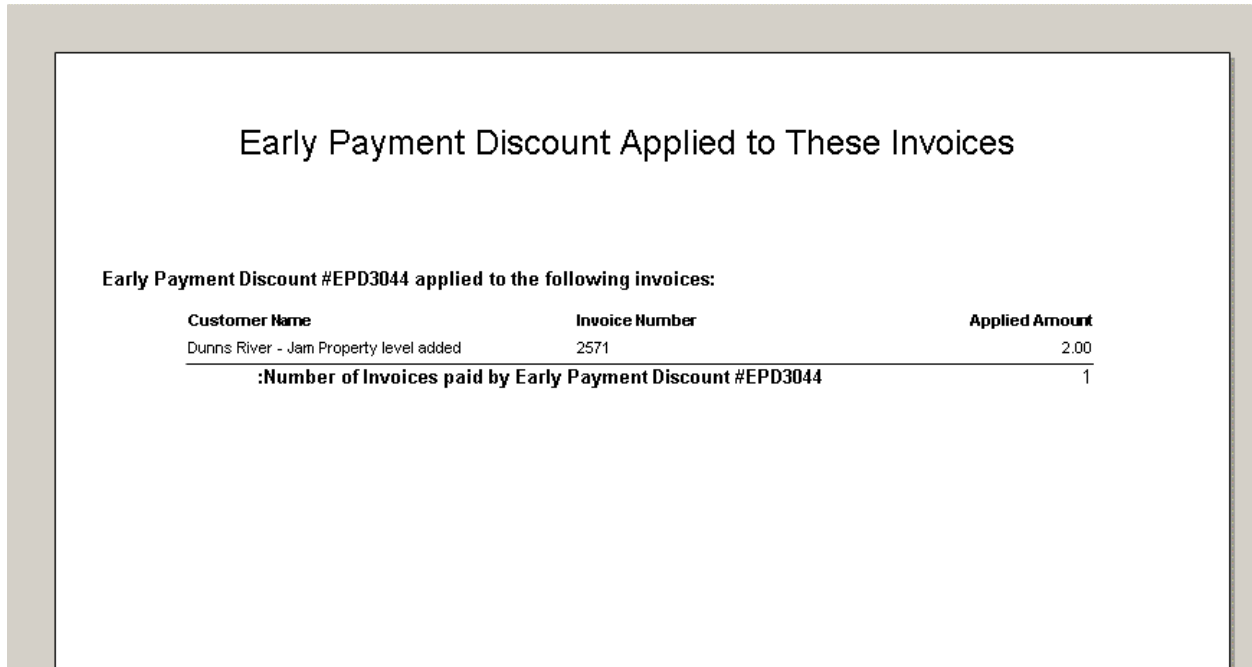 Early Payment Discount Applied to These Invoices
Early Payment Discount #EPD3044 applied to the following invoices:
Customer Name Invoice Number Applied Amount
Dunns River - Jam Property level added 2571 2.00
:Number of Invoices paid by Early Payment Discount #EPD3044 1